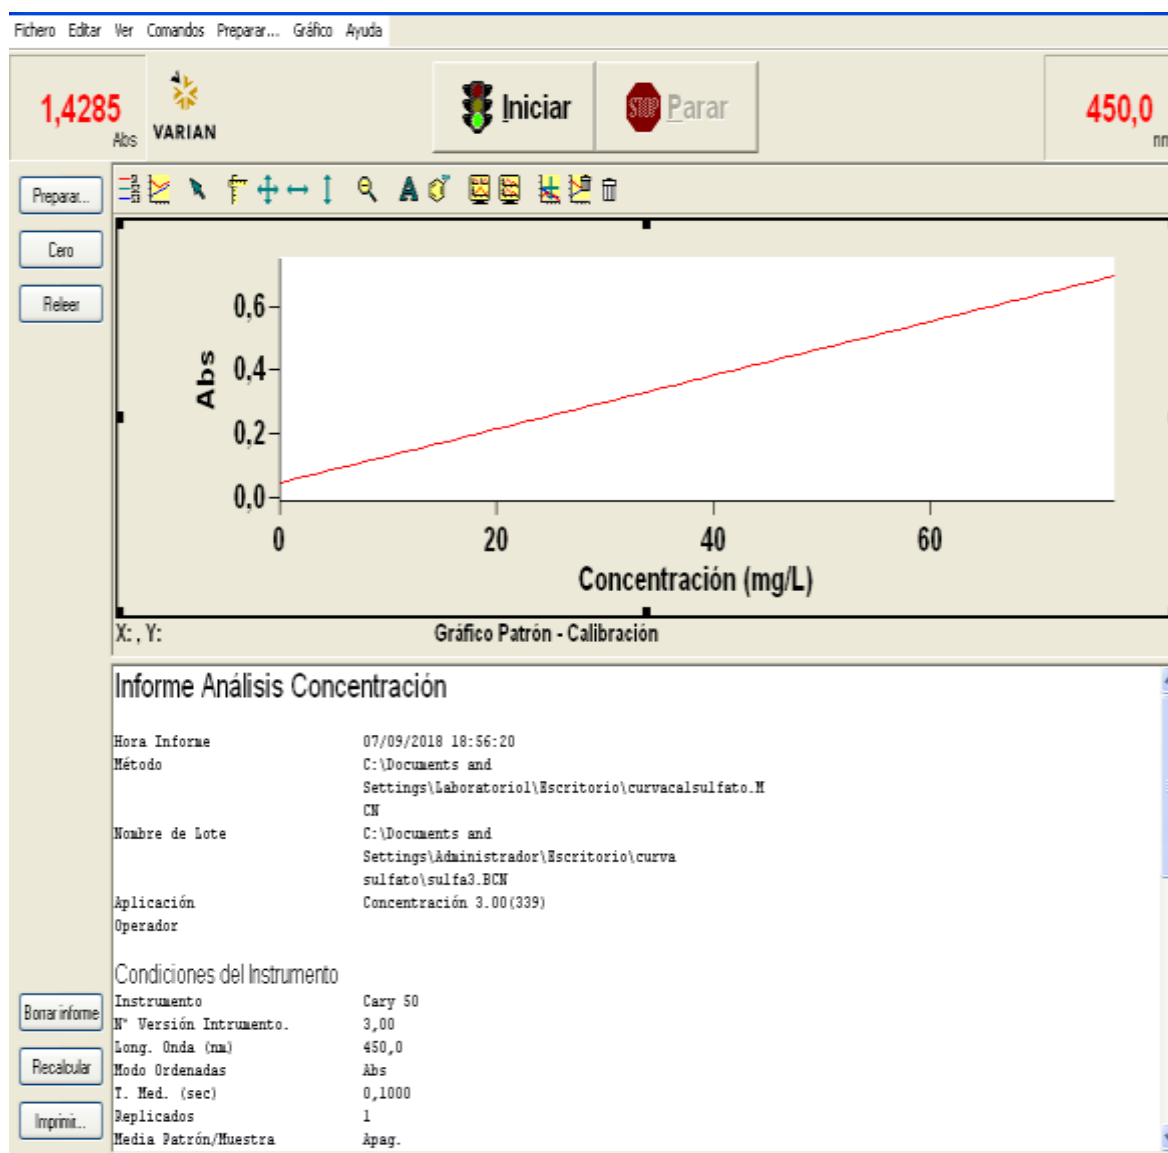 Fichero Editar Ver Comandos Preparar... Gráfico Ayuda
1,4285
Abs
VARIAN
Iniciar
STOP
Parar
450,0
nm
Preparar...
Cero
Releer
Abs
0,6
0,4
0,2
0,0
0 20 40 60
Concentración (mg/L)
X: , Y:
Gráfico Patrón - Calibración
Informe Análisis Concentración
Hora Informe 07/09/2018 18:56:20
Método C:\Documents and
Settings\Laboratorio1\Escritorio\curvacalsulfato.M
CN
Nombre de Lote C:\Documents and
Settings\Administrador\Escritorio\curva
sulfato\sulfa3.BCN
Aplicación Concentración 3.00(339)
Operador
Condiciones del Instrumento
Instrumento Cary 50
N° Versión Intrumento. 3,00
Long. Onda (nm) 450,0
Modo Ordenadas Abs
T. Med. (sec) 0,1000
Replicados 1
Media Patrón/Muestra Apag.
Borrar informe
Recalcular
Imprimir...